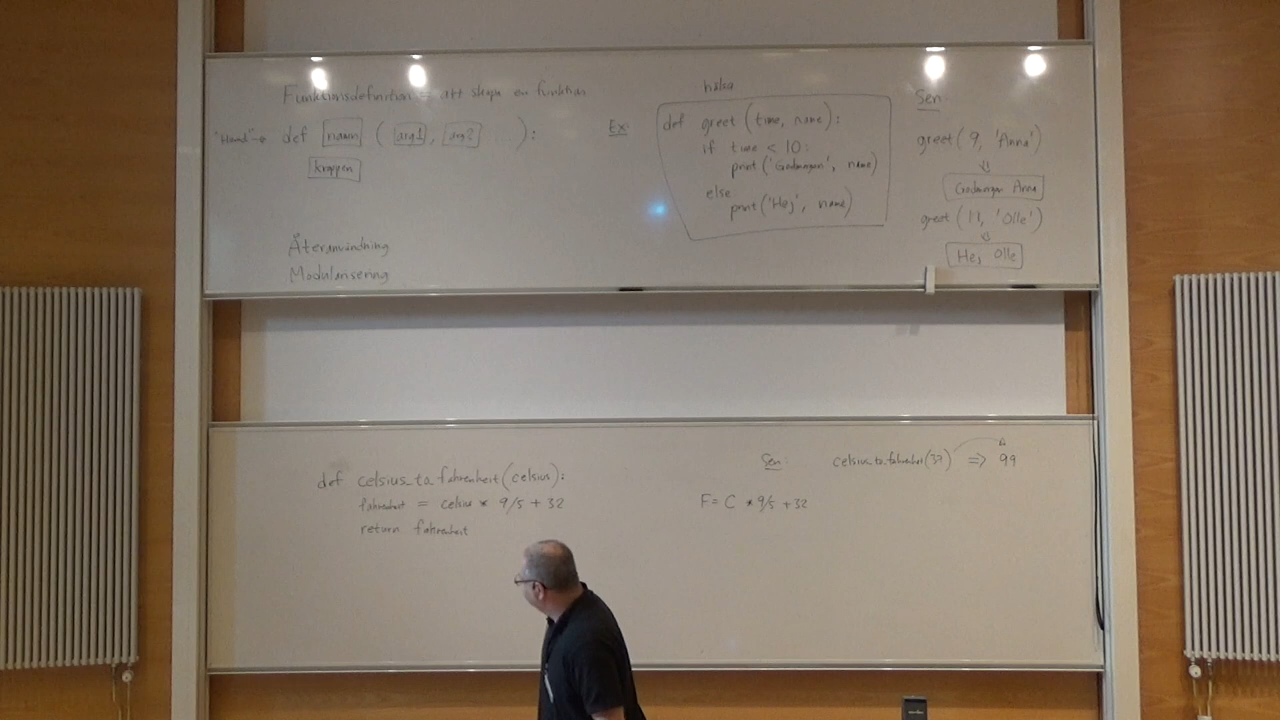 Funktionsdefinition = att skapa en funktion
def namn ( arg1, arg2 ... ):
kroppen
Återanvändning
Modularisering
hälsa
Ex:
def greet (time, name):
if time < 10:
print ('Godmorgon', name)
else
print ('Hej', name)
Sen:
greet ( 9, 'Anna')
Godmorgon Anna
greet ( 11, 'Olle')
Hej Olle
def celsius_to_fahrenheit (celsius):
fahrenheit = celsius * 9/5 + 32
return fahrenheit
Sen:
celsius_to_fahrenheit (37) => 99
F = C * 9/5 + 32